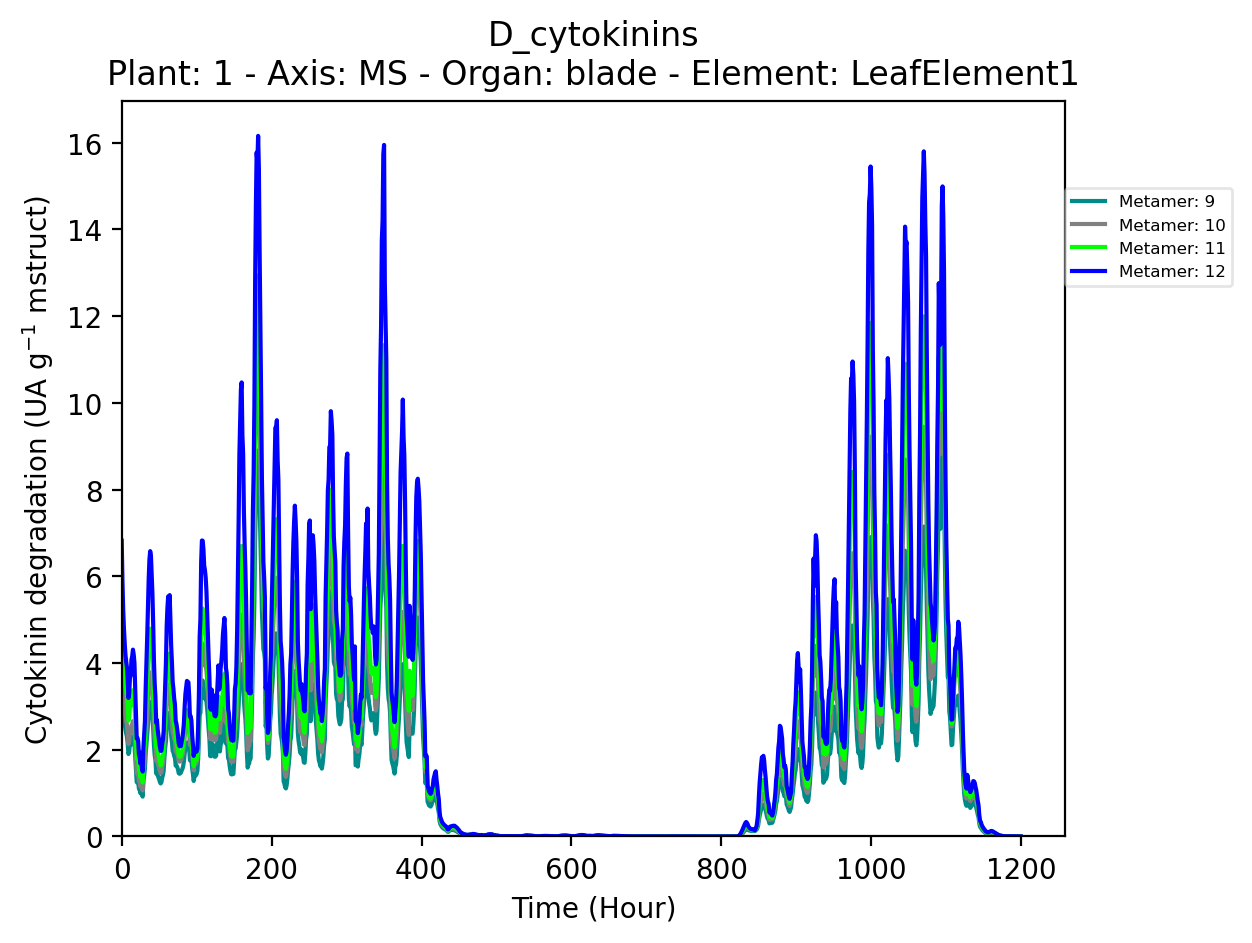 D_cytokinins
Plant: 1 - Axis: MS - Organ: blade - Element: LeafElement1
16
14
12
10
8
6
4
2
0
Cytokinin degradation (UA g⁻¹ mstruct)
0 200 400 600 800 1000 1200
Time (Hour)
Metamer: 9
Metamer: 10
Metamer: 11
Metamer: 12